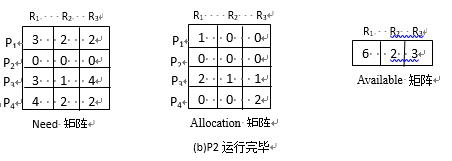 R1 R2 R3
P1 3 2 2
P2 0 0 0
P3 3 1 4
P4 4 2 2
Need 矩阵
R1 R2 R3
P1 1 0 0
P2 0 0 0
P3 2 1 1
P4 0 0 2
Allocation 矩阵
R1 R2 R3
6 2 3
Available 矩阵
(b)P2 运行完毕